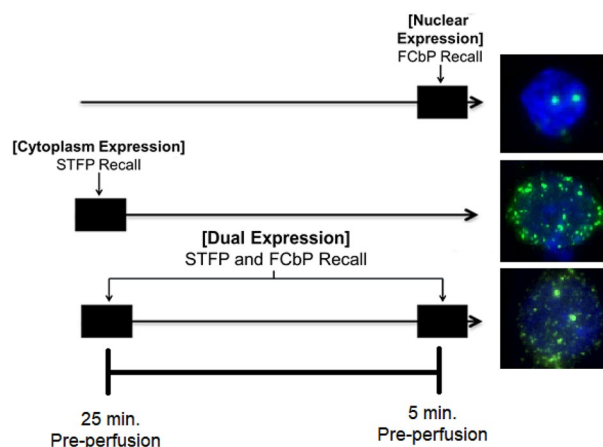 [Nuclear
Expression]
FCbP Recall
[Cytoplasm Expression]
STFP Recall
[Dual Expression]
STFP and FCbP Recall
25 min.
Pre-perfusion
5 min.
Pre-perfusion